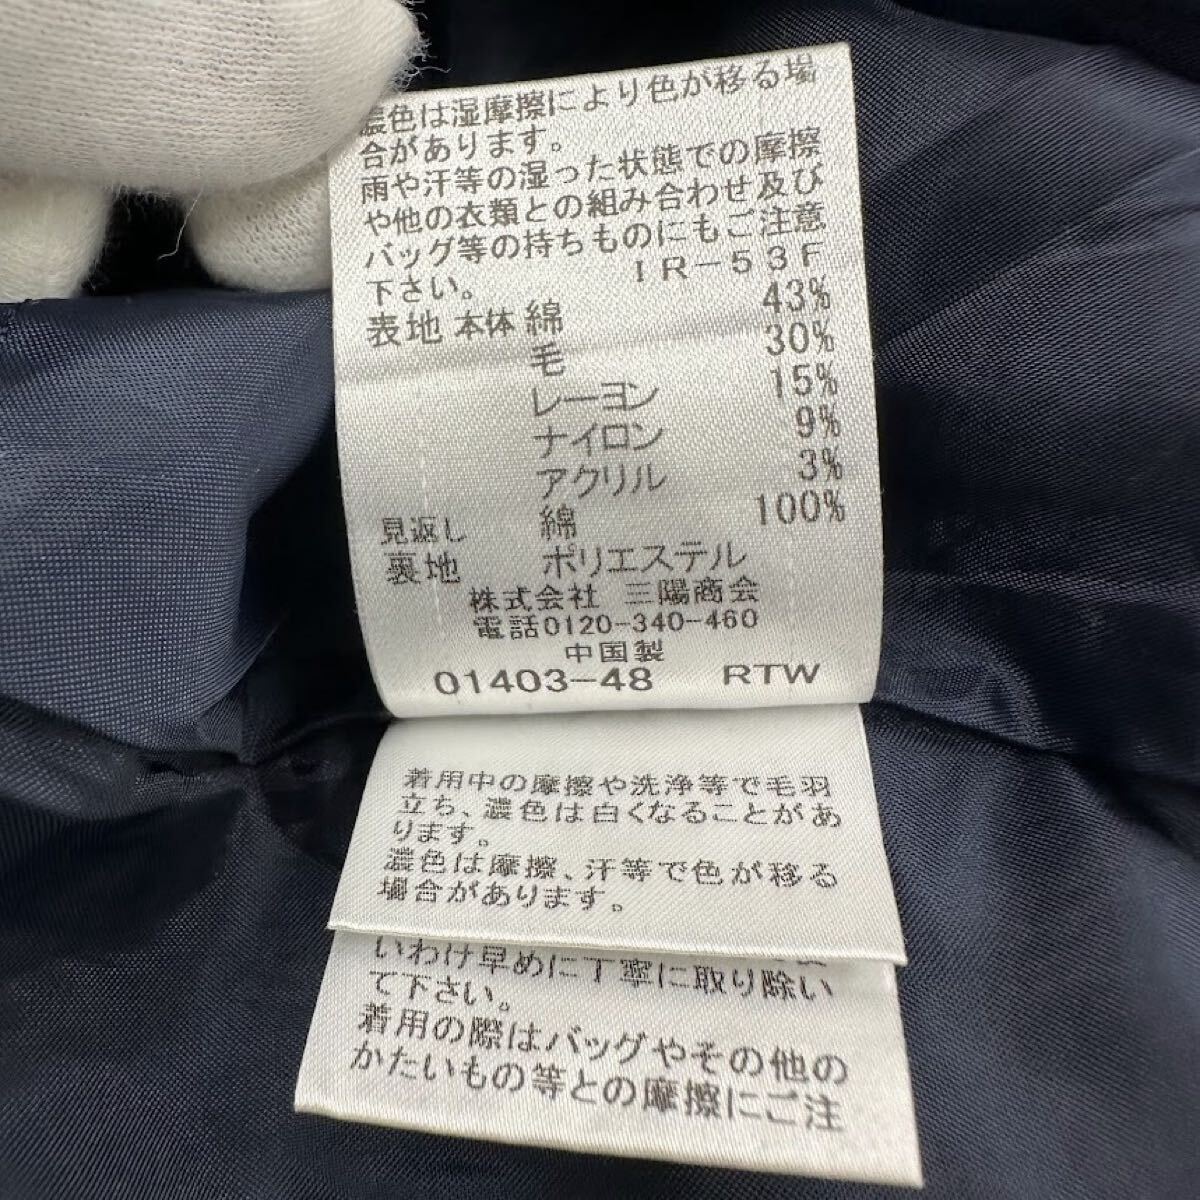 濃色は湿摩擦により色が移る場
合があります。
雨や汗等の湿った状態での摩擦
や他の衣類との組み合わせ及び
バッグ等の持ちものにもご注意
下さい。 IR-53F
表地 本体 綿 43%
毛 30%
レーヨン 15%
ナイロン 9%
アクリル 3%
見返し 綿 100%
裏地 ポリエステル
株式会社 三陽商会
電話0120-340-460
中国製
01403-48 RTW
着用中の摩擦や洗浄等で毛羽
立ち、濃色は白くなることがあ
ります。
濃色は摩擦、汗等で色が移る
場合があります。
いわけ早めに丁寧に取り除い
て下さい。
着用の際はバッグやその他の
かたいもの等との摩擦にご注